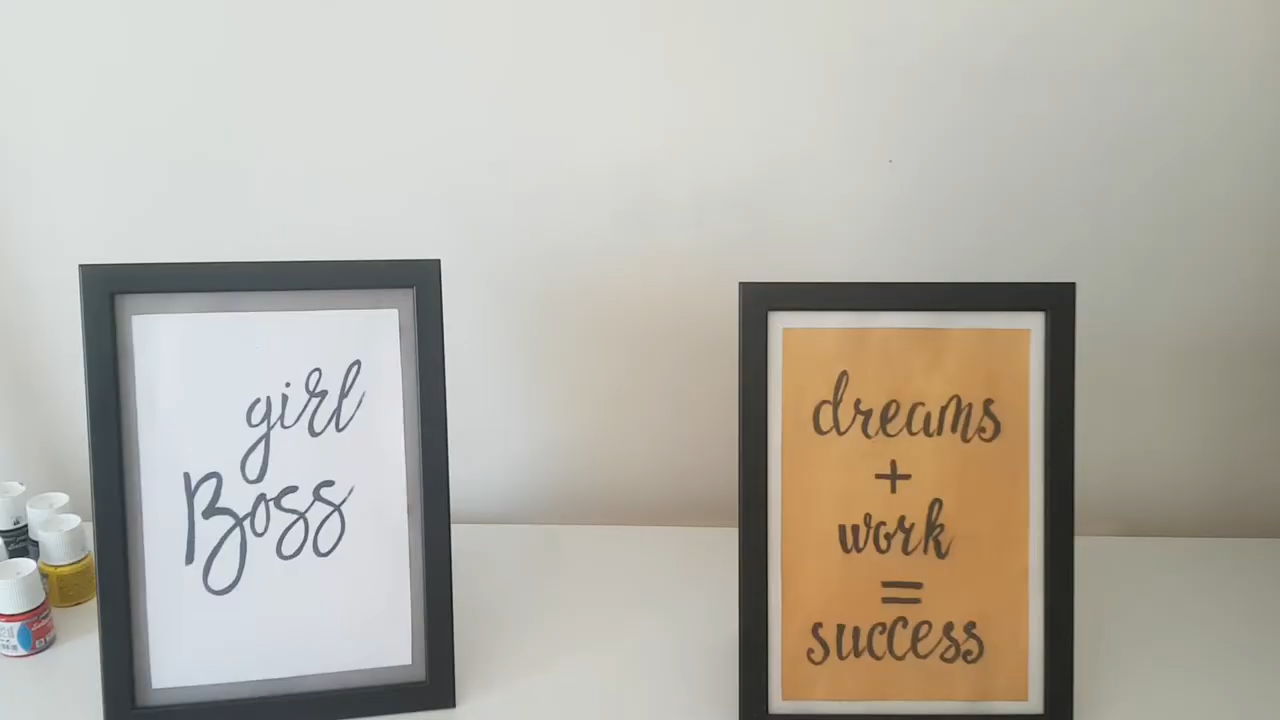 girl
Boss
dreams
+
work
=
success